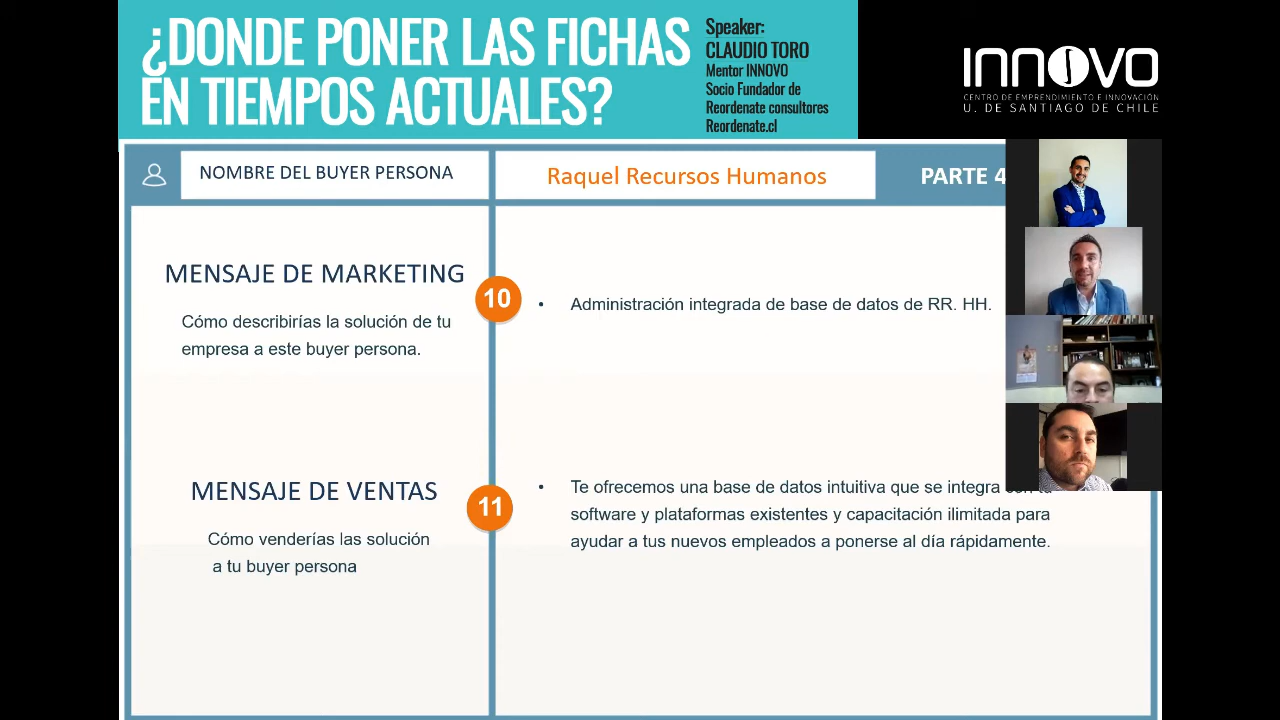 ¿DONDE PONER LAS FICHAS
EN TIEMPOS ACTUALES?
Speaker:
CLAUDIO TORO
Mentor INNOVO
Socio Fundador de
Reordenate consultores
Reordenate.cl
INNOVO
CENTRO DE EMPRENDIMIENTO E INNOVACIÓN
U. DE SANTIAGO DE CHILE
NOMBRE DEL BUYER PERSONA
Raquel Recursos Humanos
PARTE 4
MENSAJE DE MARKETING
Cómo describirías la solución de tu
empresa a este buyer persona.
10
• Administración integrada de base de datos de RR. HH.
MENSAJE DE VENTAS
Cómo venderías las solución
a tu buyer persona
11
• Te ofrecemos una base de datos intuitiva que se integra con tu
software y plataformas existentes y capacitación ilimitada para
ayudar a tus nuevos empleados a ponerse al día rápidamente.